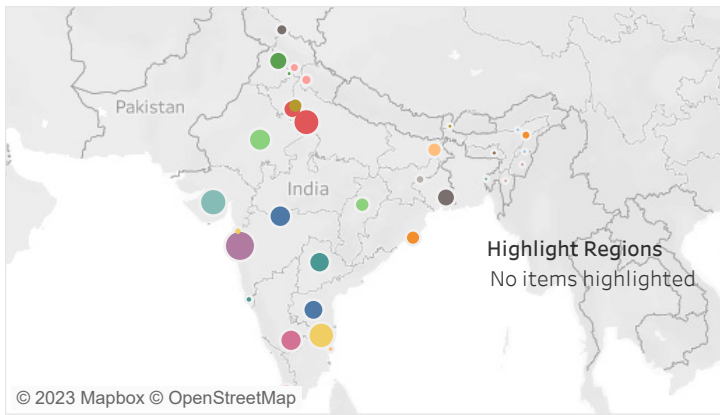 Pakistan
India
Highlight Regions
No items highlighted
© 2023 Mapbox © OpenStreetMap